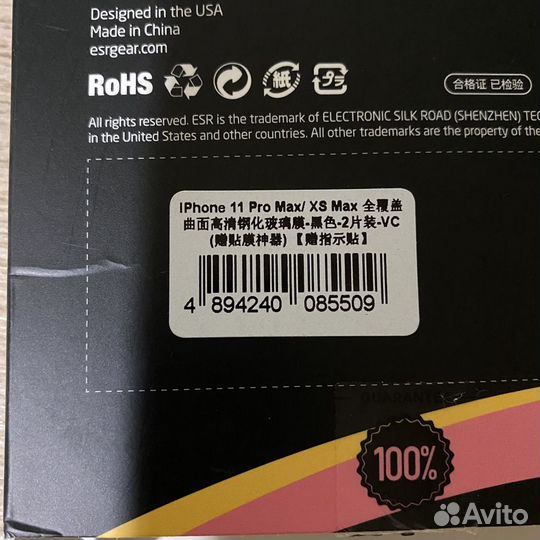 Designed in the USA
Made in China
esrgear.com
RoHS 紙 プラ
合格证 已检验
All rights reserved. ESR is the trademark of ELECTRONIC SILK ROAD (SHENZHEN) TEC
in the United States and other countries. All other trademarks are the property of the
iPhone 11 Pro Max/ XS Max 全覆盖
曲面高清钢化玻璃膜-黑色-2片装-VC
(赠贴膜神器) 【赠指示贴】
4 894240 085509
GUARANTEE
100%
Avito